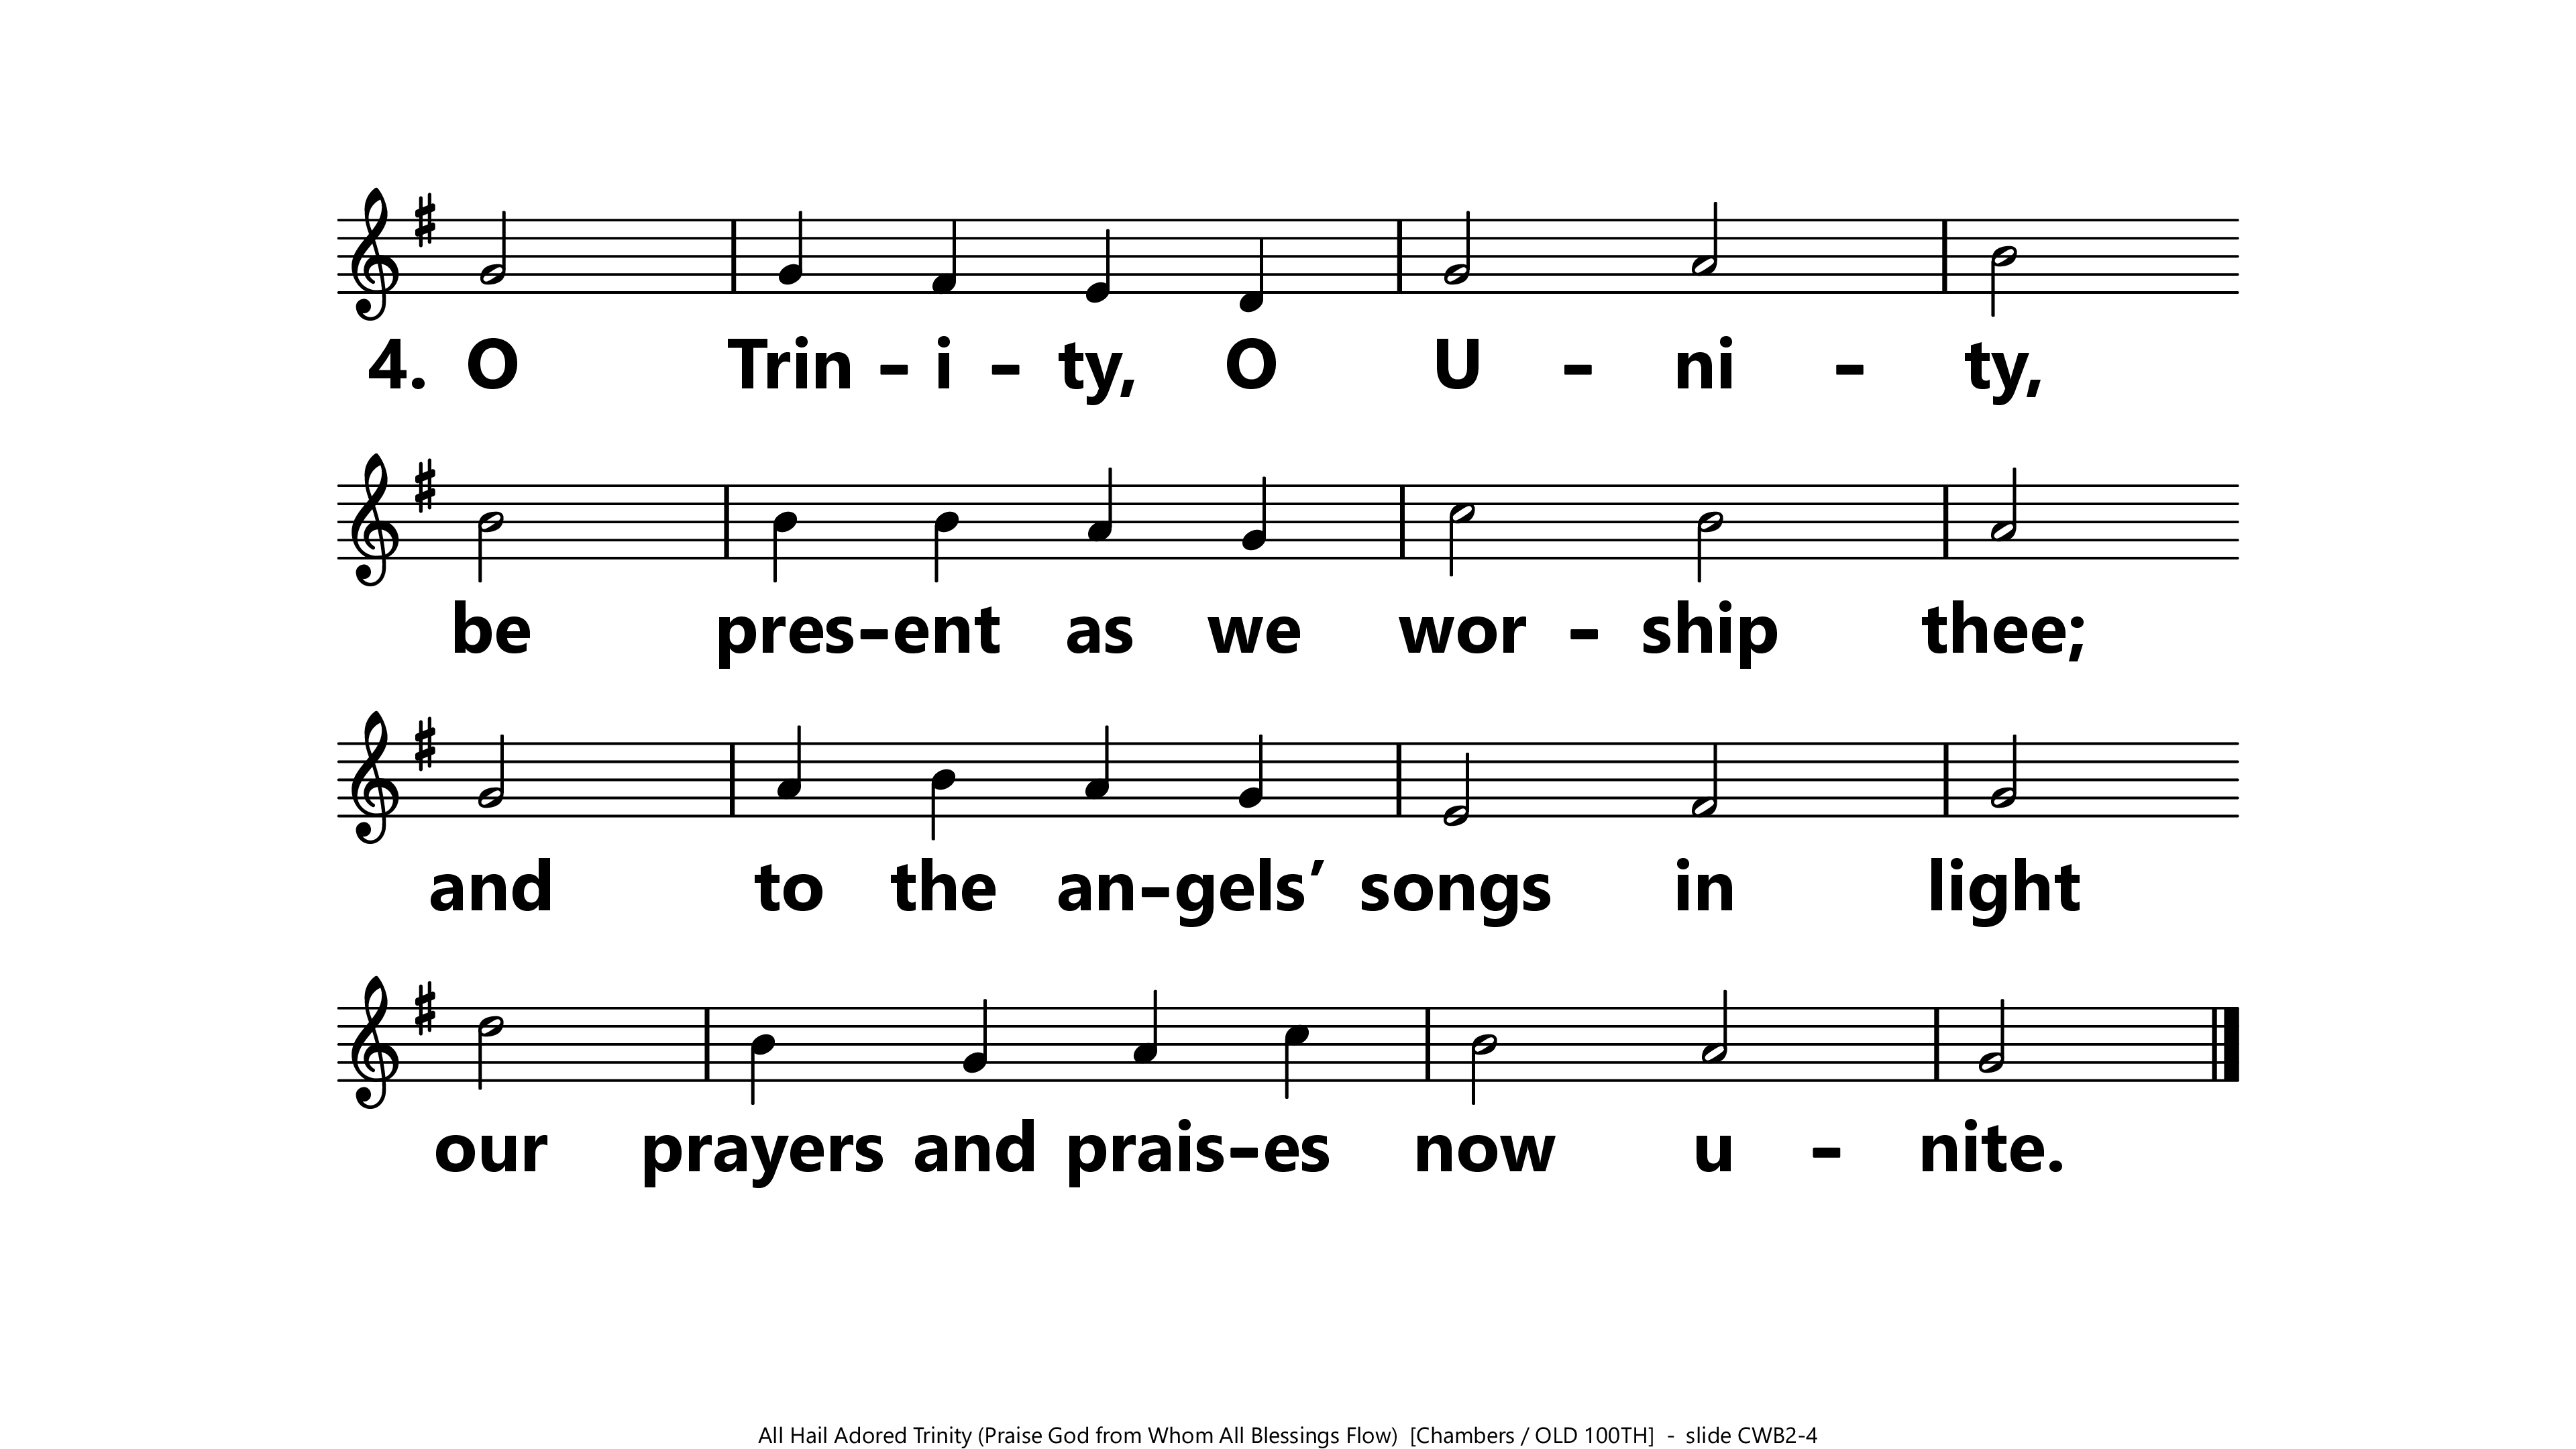 4. O Trin - i - ty, O U - ni - ty,
be pres-ent as we wor - ship thee;
and to the an-gels’ songs in light
our prayers and prais-es now u - nite.
All Hail Adored Trinity (Praise God from Whom All Blessings Flow) [Chambers / OLD 100TH] - slide CWB2-4